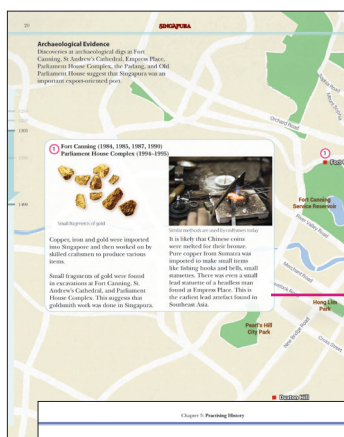 20
SINGAPURA
Archaeological Evidence
Discoveries at archaeological digs at Fort
Canning, St Andrew's Cathedral, Empress Place,
Parliament House Complex, the Padang, and Old
Parliament House suggest that Singapura was an
important export-oriented port.
Orchard Road
1 Fort Canning (1984, 1985, 1987, 1990)
Parliament House Complex (1994–1995)
1
Fort
Small fragments of gold
Similar methods are used by craftsmen today
Copper, iron and gold were imported
into Singapore and then worked on by
skilled craftsmen to produce various
items.
Small fragments of gold were found
in excavations at Fort Canning, St.
Andrew's Cathedral, and Parliament
House Complex. This suggests that
goldsmith work was done in Singapura.
It is likely that Chinese coins
were melted for their bronze.
Pure copper from Sumatra was
imported to make small items
like fishing hooks and bells, small
statuettes. There was even a small
lead statuette of a headless man
found at Empress Place. This is
the earliest lead artefact found in
Southeast Asia.
Fort Canning
Service Reservoir
River Valley Road
Merchant Road
Hong Lim
Park
Pearl's Hill
City Park
New Bridge Road
Cross Street
Duxton Hill
Chapter 3: Practising History